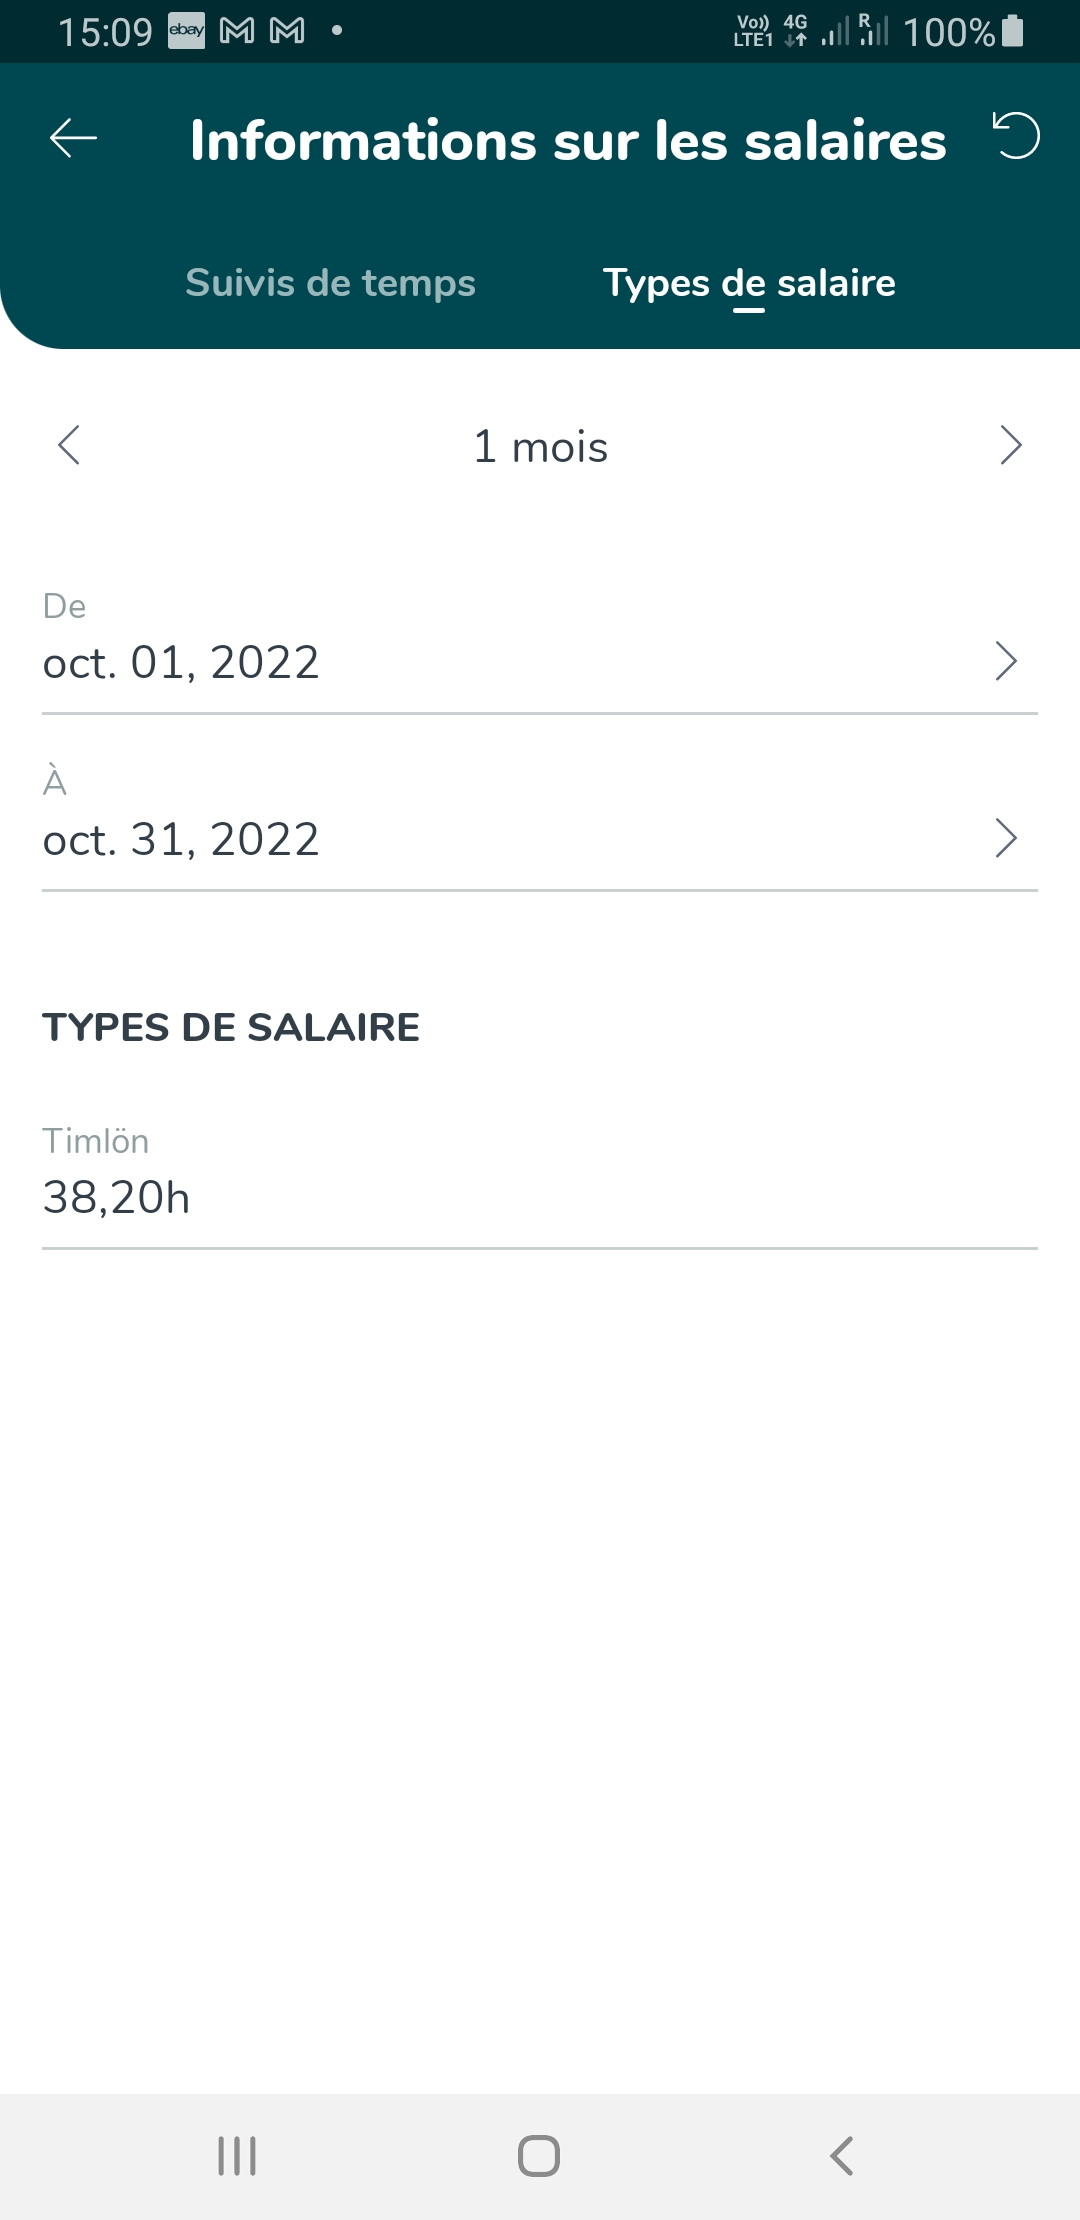 15:09 ebay Vo)) 4G R 100%
LTE1
Informations sur les salaires
Suivis de temps Types de salaire
1 mois
De
oct. 01, 2022
À
oct. 31, 2022
TYPES DE SALAIRE
Timlön
38,20h